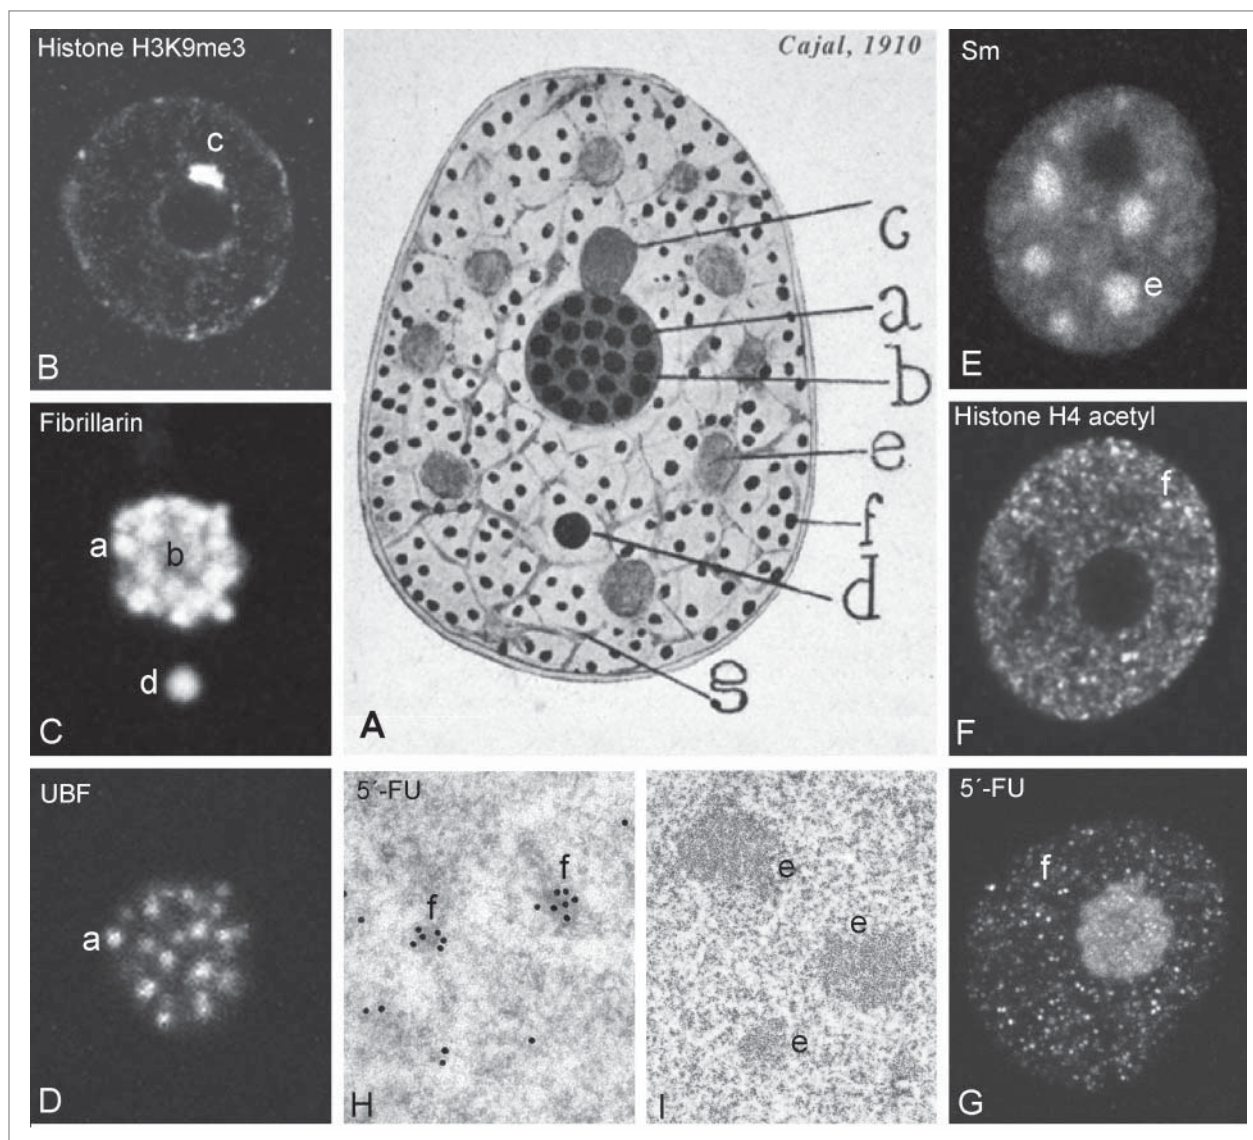 Histone H3K9me3
c
B
Cajal, 1910
c
a
b
e
f
d
g
A
Sm
e
E
Fibrillarin
a
b
d
C
Histone H4 acetyl
f
F
UBF
a
D
5´-FU
f
f
H
e
e
e
I
5´-FU
f
G